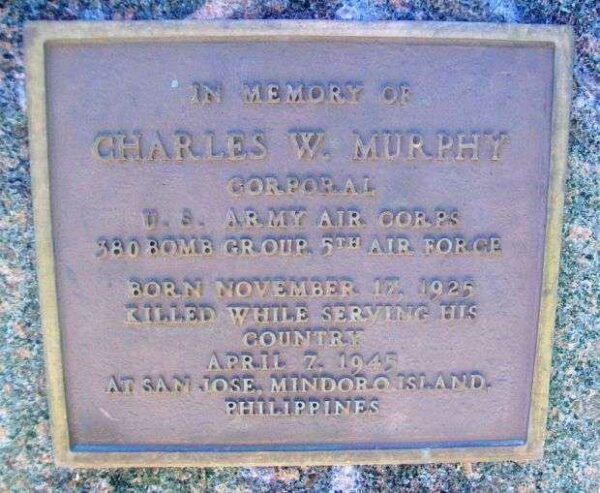 IN MEMORY OF
CHARLES W. MURPHY
CORPORAL
U. S. ARMY AIR CORPS
380 BOMB GROUP, 5TH AIR FORCE
BORN NOVEMBER 17, 1925
KILLED WHILE SERVING HIS
COUNTRY
APRIL 7, 1945
AT SAN JOSE, MINDORO ISLAND,
PHILIPPINES